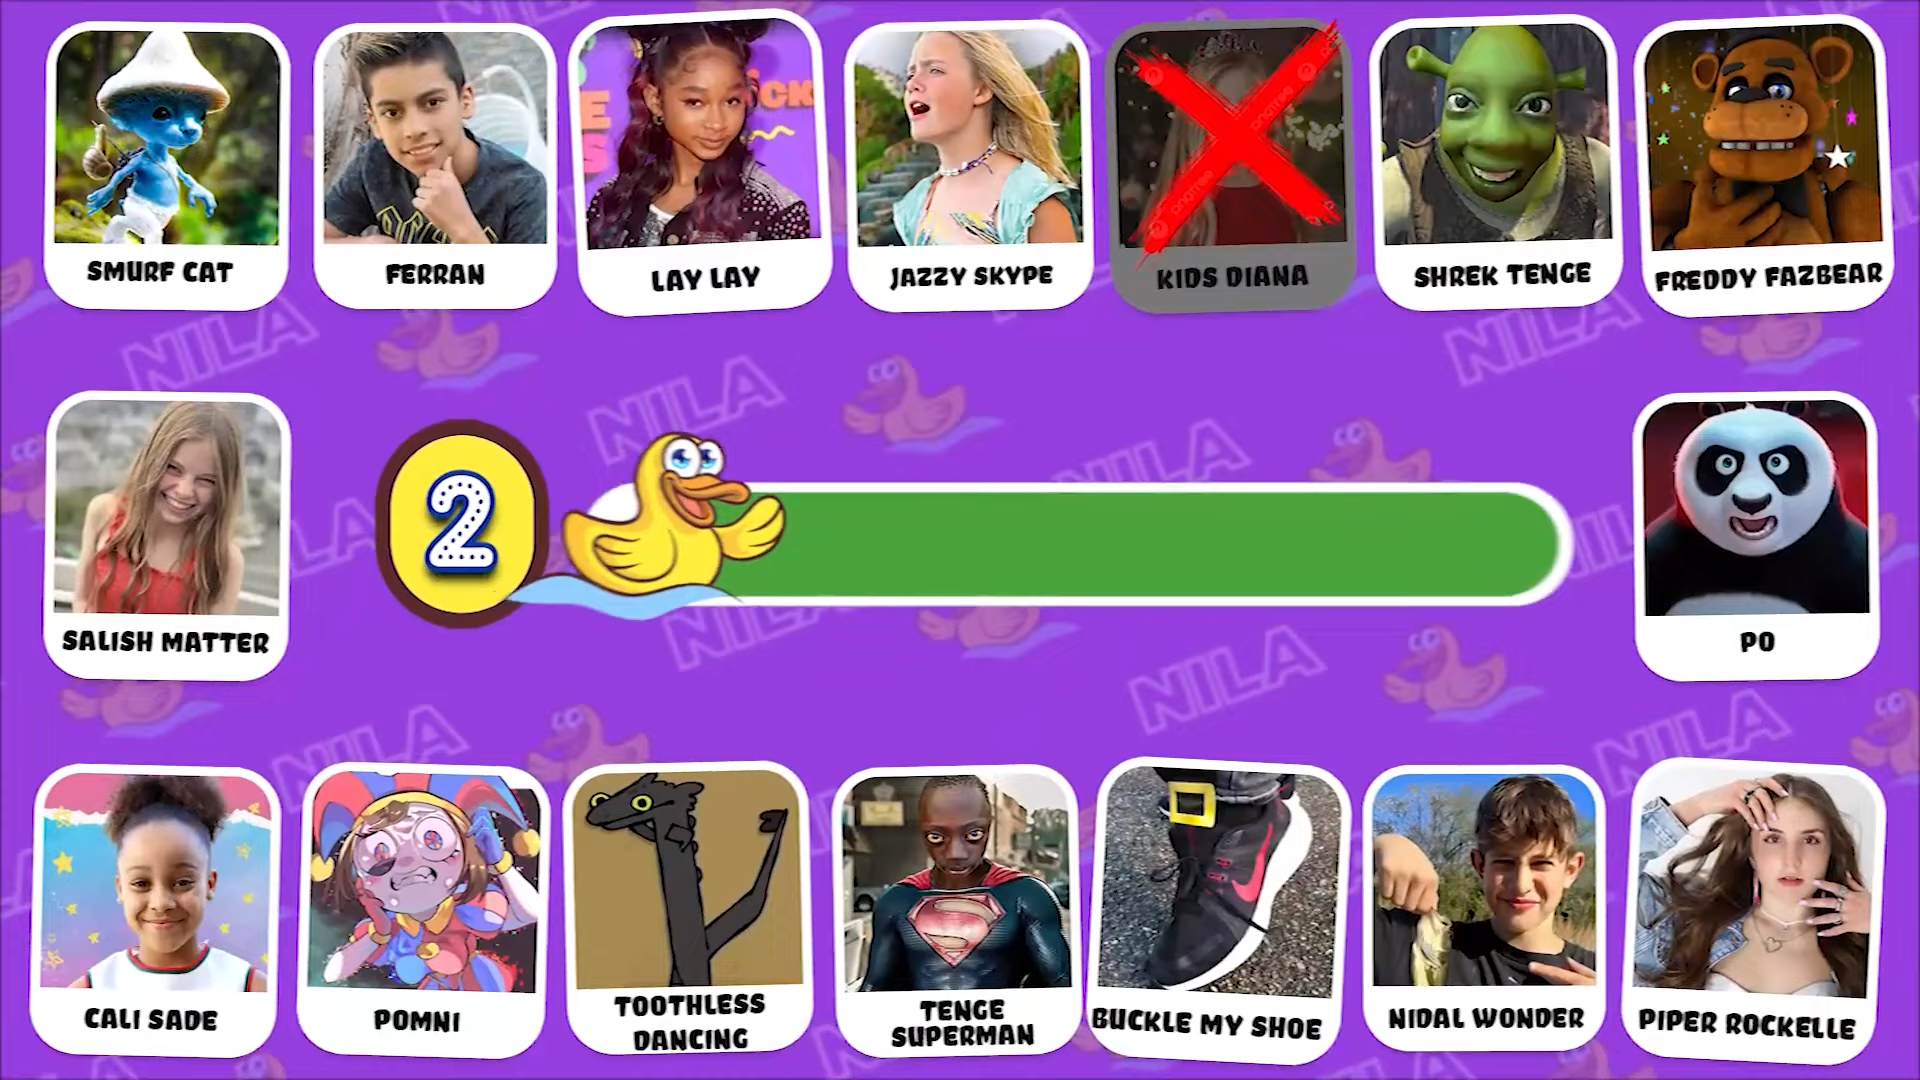 SMURF CAT
FERRAN
LAY LAY
JAZZY SKYPE
KIDS DIANA
SHREK TENGE
FREDDY FAZBEAR
NILA
SALISH MATTER
2
PO
CALI SADE
POMNI
TOOTHLESS
DANCING
TENGE
SUPERMAN
BUCKLE MY SHOE
NIDAL WONDER
PIPER ROCKELLE